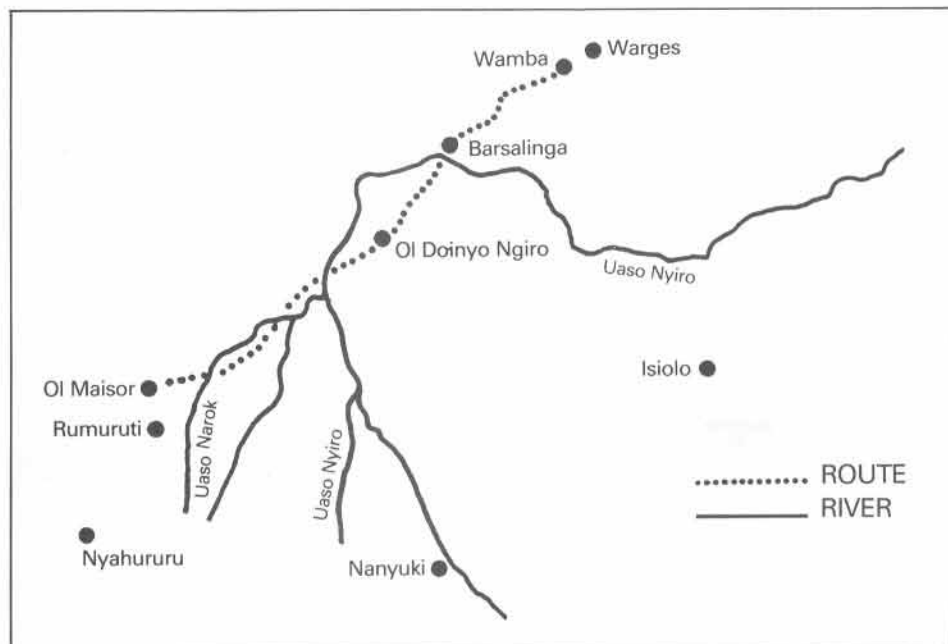 Wamba
Warges
Barsalinga
Ol Doinyo Ngiro
Uaso Nyiro
Ol Maisor
Isiolo
Rumuruti
Uaso Narok
Uaso Nyiro
ROUTE
RIVER
Nyahururu
Nanyuki